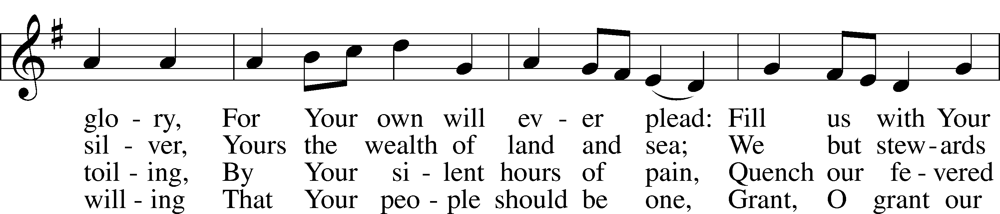 glo - ry, For Your own will ev - er plead: Fill us with Your
sil - ver, Yours the wealth of land and sea; We but stew - ards
toil - ing, By Your si - lent hours of pain, Quench our fe - vered
will - ing That Your peo - ple should be one, Grant, O grant our